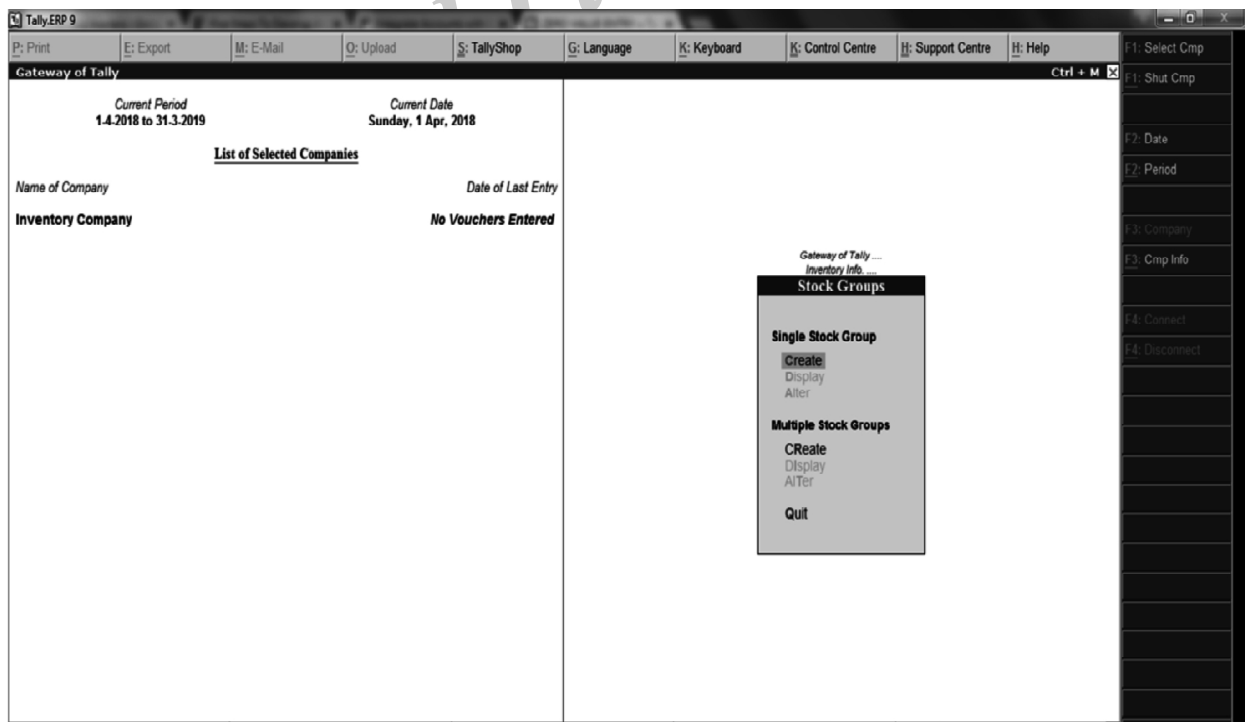 Tally.ERP 9
P: Print E: Export M: E-Mail O: Upload S: TallyShop G: Language K: Keyboard K: Control Centre H: Support Centre H: Help
F1: Select Cmp
Gateway of Tally Ctrl + M X
F1: Shut Cmp
Current Period Current Date
1-4-2018 to 31-3-2019 Sunday, 1 Apr, 2018
F2: Date
List of Selected Companies
F2: Period
Name of Company Date of Last Entry
Inventory Company No Vouchers Entered
F3: Company
F3: Cmp Info
Gateway of Tally ....
Inventory Info. ....
Stock Groups
F4: Connect
F4: Disconnect
Single Stock Group
Create
Display
Alter
Multiple Stock Groups
CReate
DIsplay
AlTer
Quit